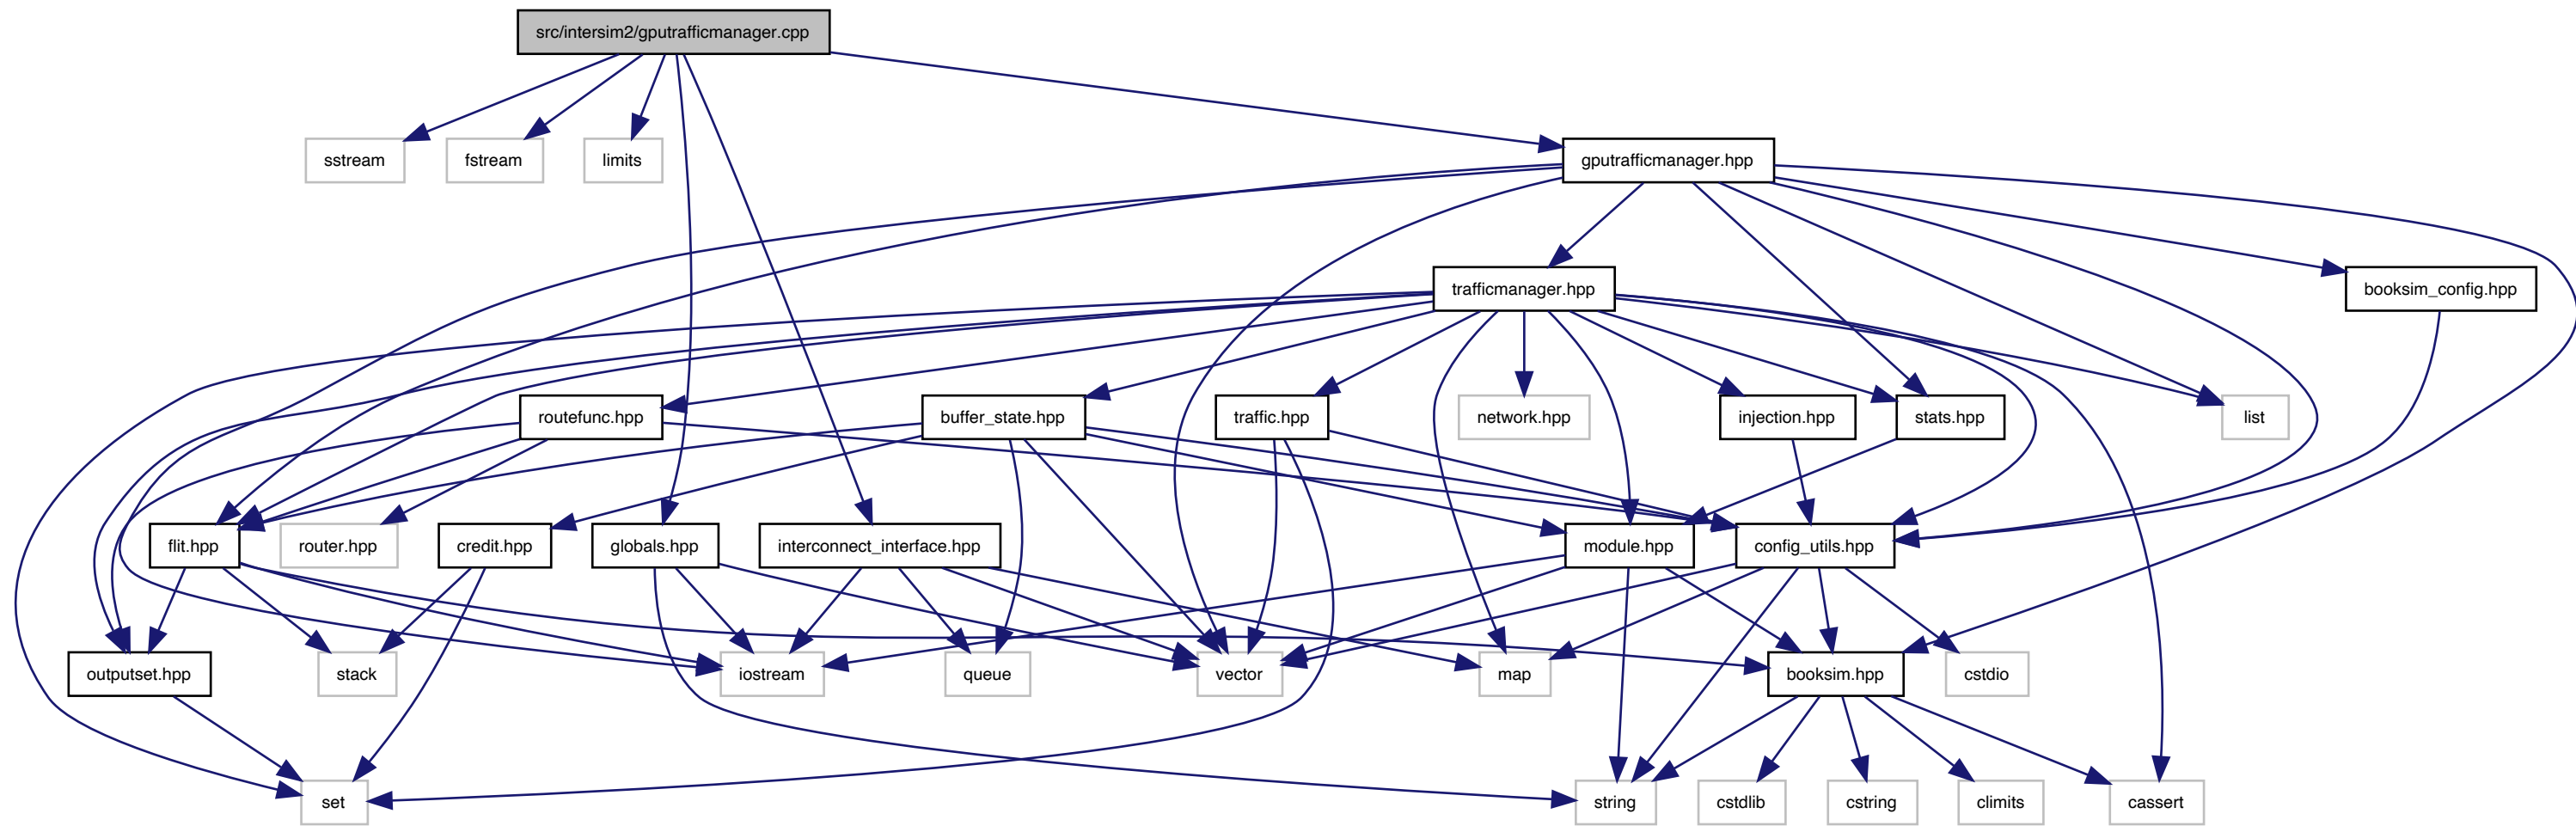 src/intersim2/gputrafficmanager.cpp
sstream
fstream
limits
gputrafficmanager.hpp
trafficmanager.hpp
booksim_config.hpp
routefunc.hpp
buffer_state.hpp
traffic.hpp
network.hpp
injection.hpp
stats.hpp
list
flit.hpp
router.hpp
credit.hpp
globals.hpp
interconnect_interface.hpp
module.hpp
config_utils.hpp
outputset.hpp
stack
iostream
queue
vector
map
booksim.hpp
cstdio
set
string
cstdlib
cstring
climits
cassert